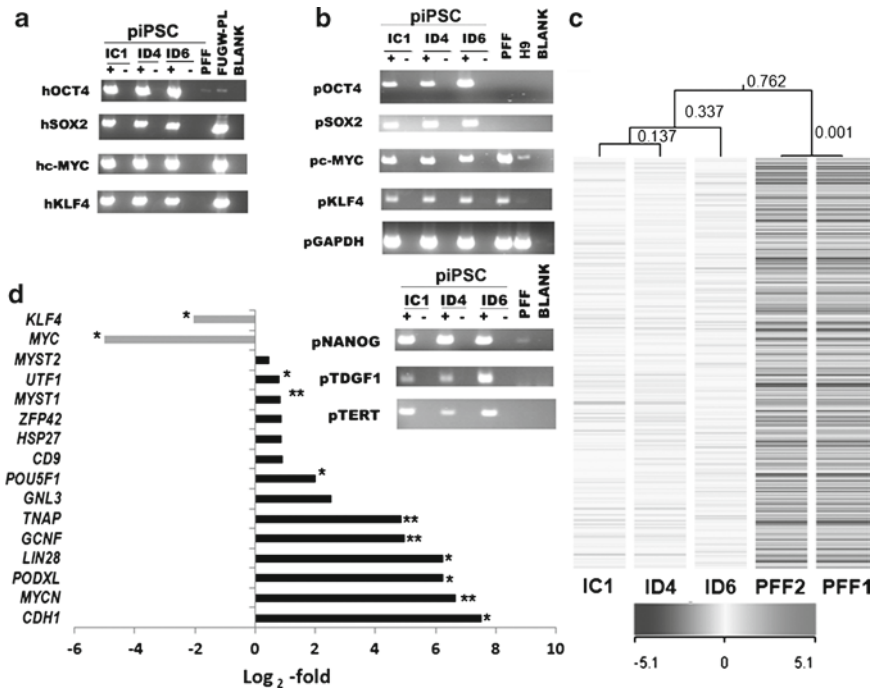 a
piPSC
IC1 ID4 ID6 PFF FUGW-PL BLANK
+ - + - + -
hOCT4
hSOX2
hc-MYC
hKLF4
b
piPSC
IC1 ID4 ID6 PFF H9 BLANK
+ - + - + -
pOCT4
pSOX2
pc-MYC
pKLF4
pGAPDH
piPSC
IC1 ID4 ID6 PFF BLANK
+ - + - + -
pNANOG
pTDGF1
pTERT
c
0.762
0.337
0.137
0.001
IC1 ID4 ID6 PFF2 PFF1
-5.1 0 5.1
d
KLF4 *
MYC *
MYST2
UTF1 *
MYST1 **
ZFP42
HSP27
CD9
POU5F1 *
GNL3
TNAP **
GCNF **
LIN28 *
PODXL *
MYCN **
CDH1 *
-6 -4 -2 0 2 4 6 8 10
Log2 -fold